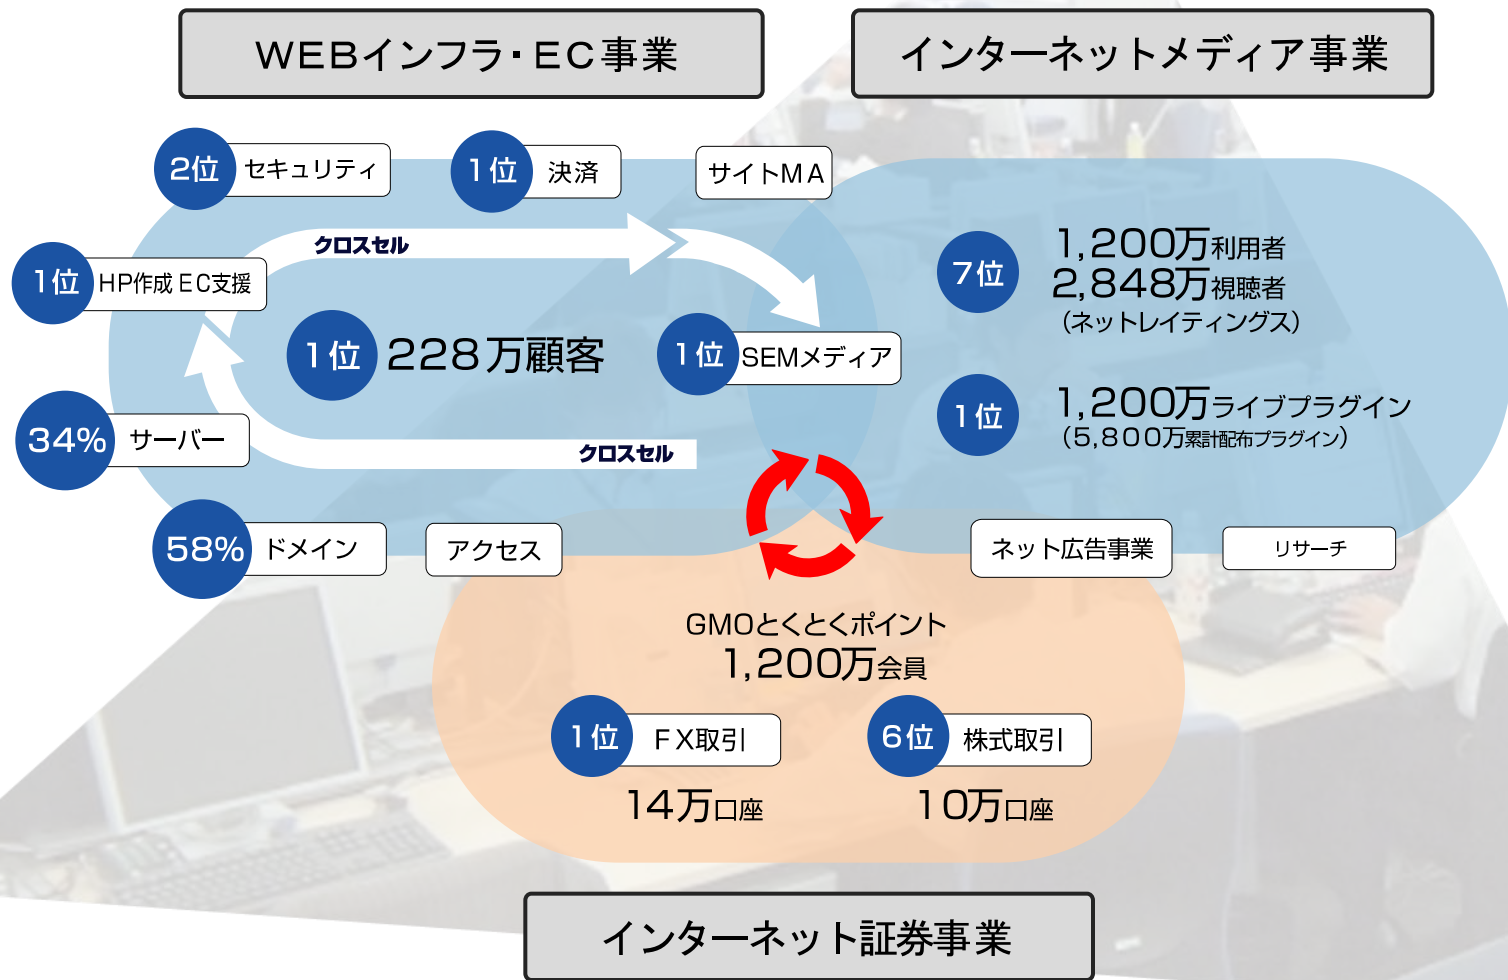 WEBインフラ・EC事業
インターネットメディア事業
2位 セキュリティ
1位 決済
サイトMA
クロスセル
1位 HP作成 EC支援
1位 228万顧客
1位 SEMメディア
34% サーバー
クロスセル
58% ドメイン
アクセス
7位 1,200万利用者
2,848万視聴者
（ネットレイティングス）
1位 1,200万ライブプラグイン
（5,800万累計配布プラグイン）
ネット広告事業
リサーチ
GMOとくとくポイント
1,200万会員
1位 FX取引
14万口座
6位 株式取引
10万口座
インターネット証券事業